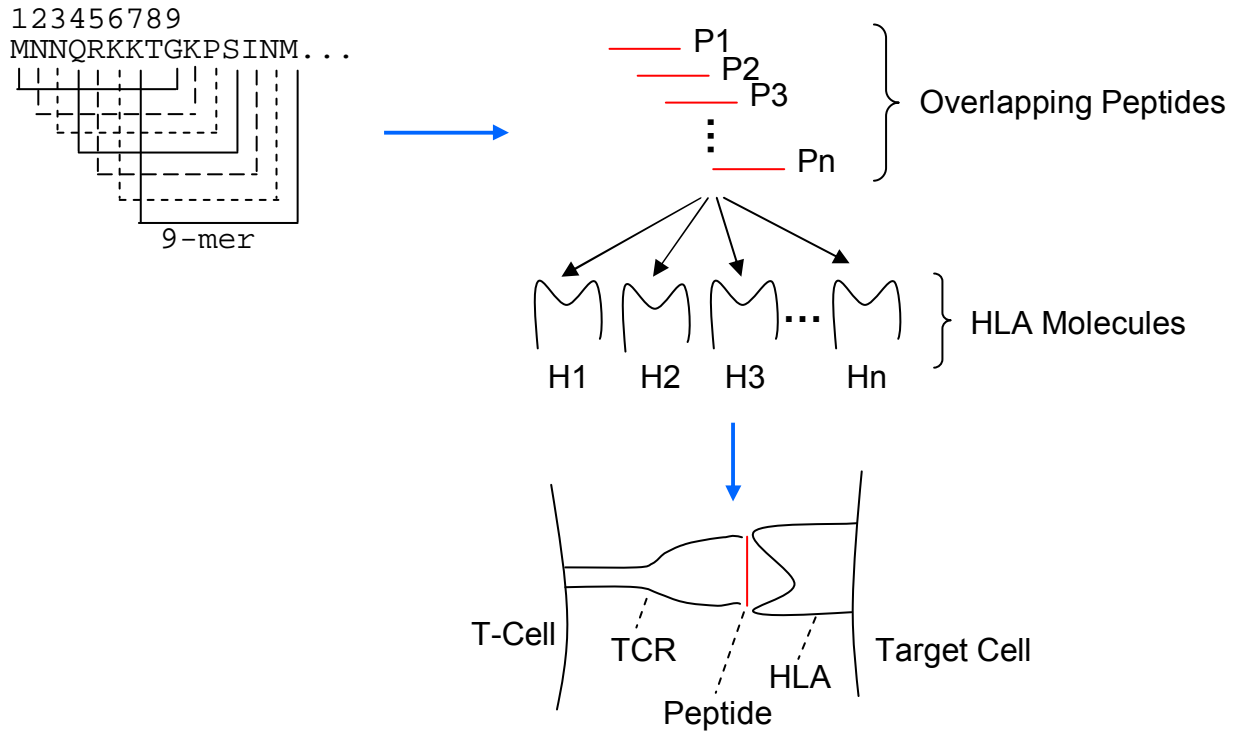 123456789
MNNQRKKTGKPSINM...
9-mer
P1
P2
P3
Pn
Overlapping Peptides
H1 H2 H3 Hn
HLA Molecules
T-Cell
TCR
Peptide
HLA
Target Cell